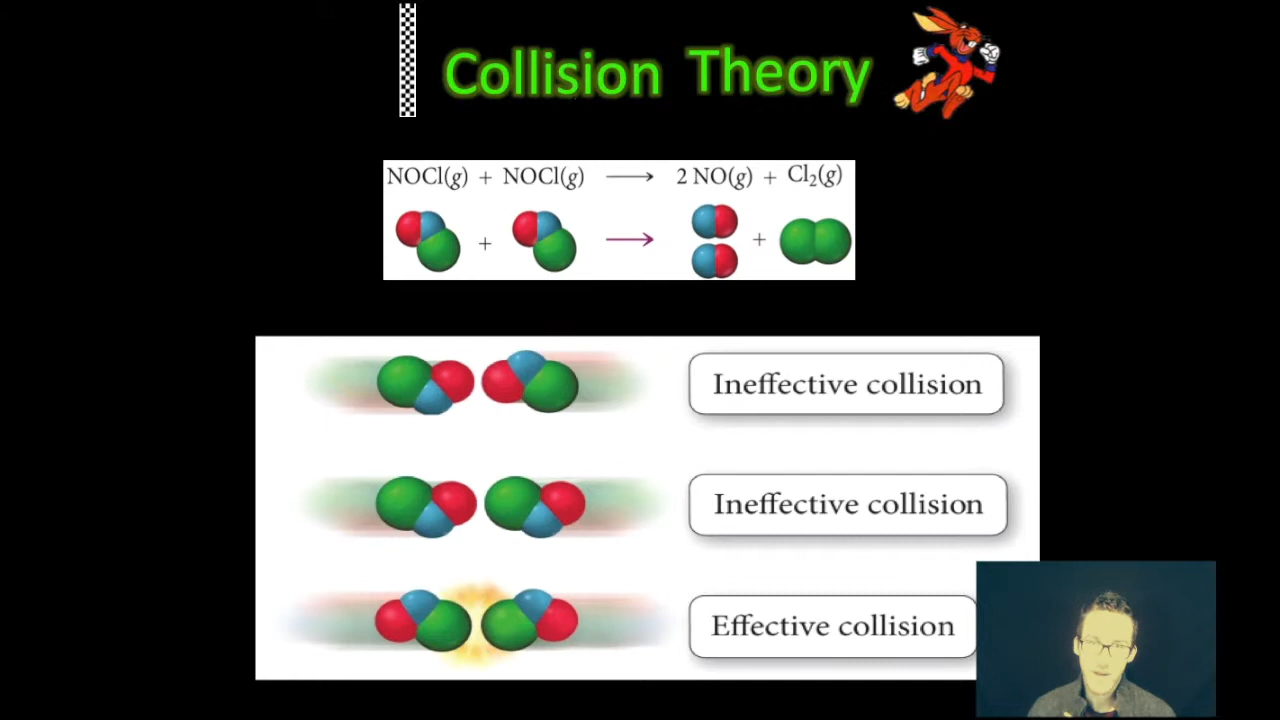 Collision Theory
NOCl(g) + NOCl(g) ⟶ 2 NO(g) + Cl₂(g)
+ ⟶ +
Ineffective collision
Ineffective collision
Effective collision